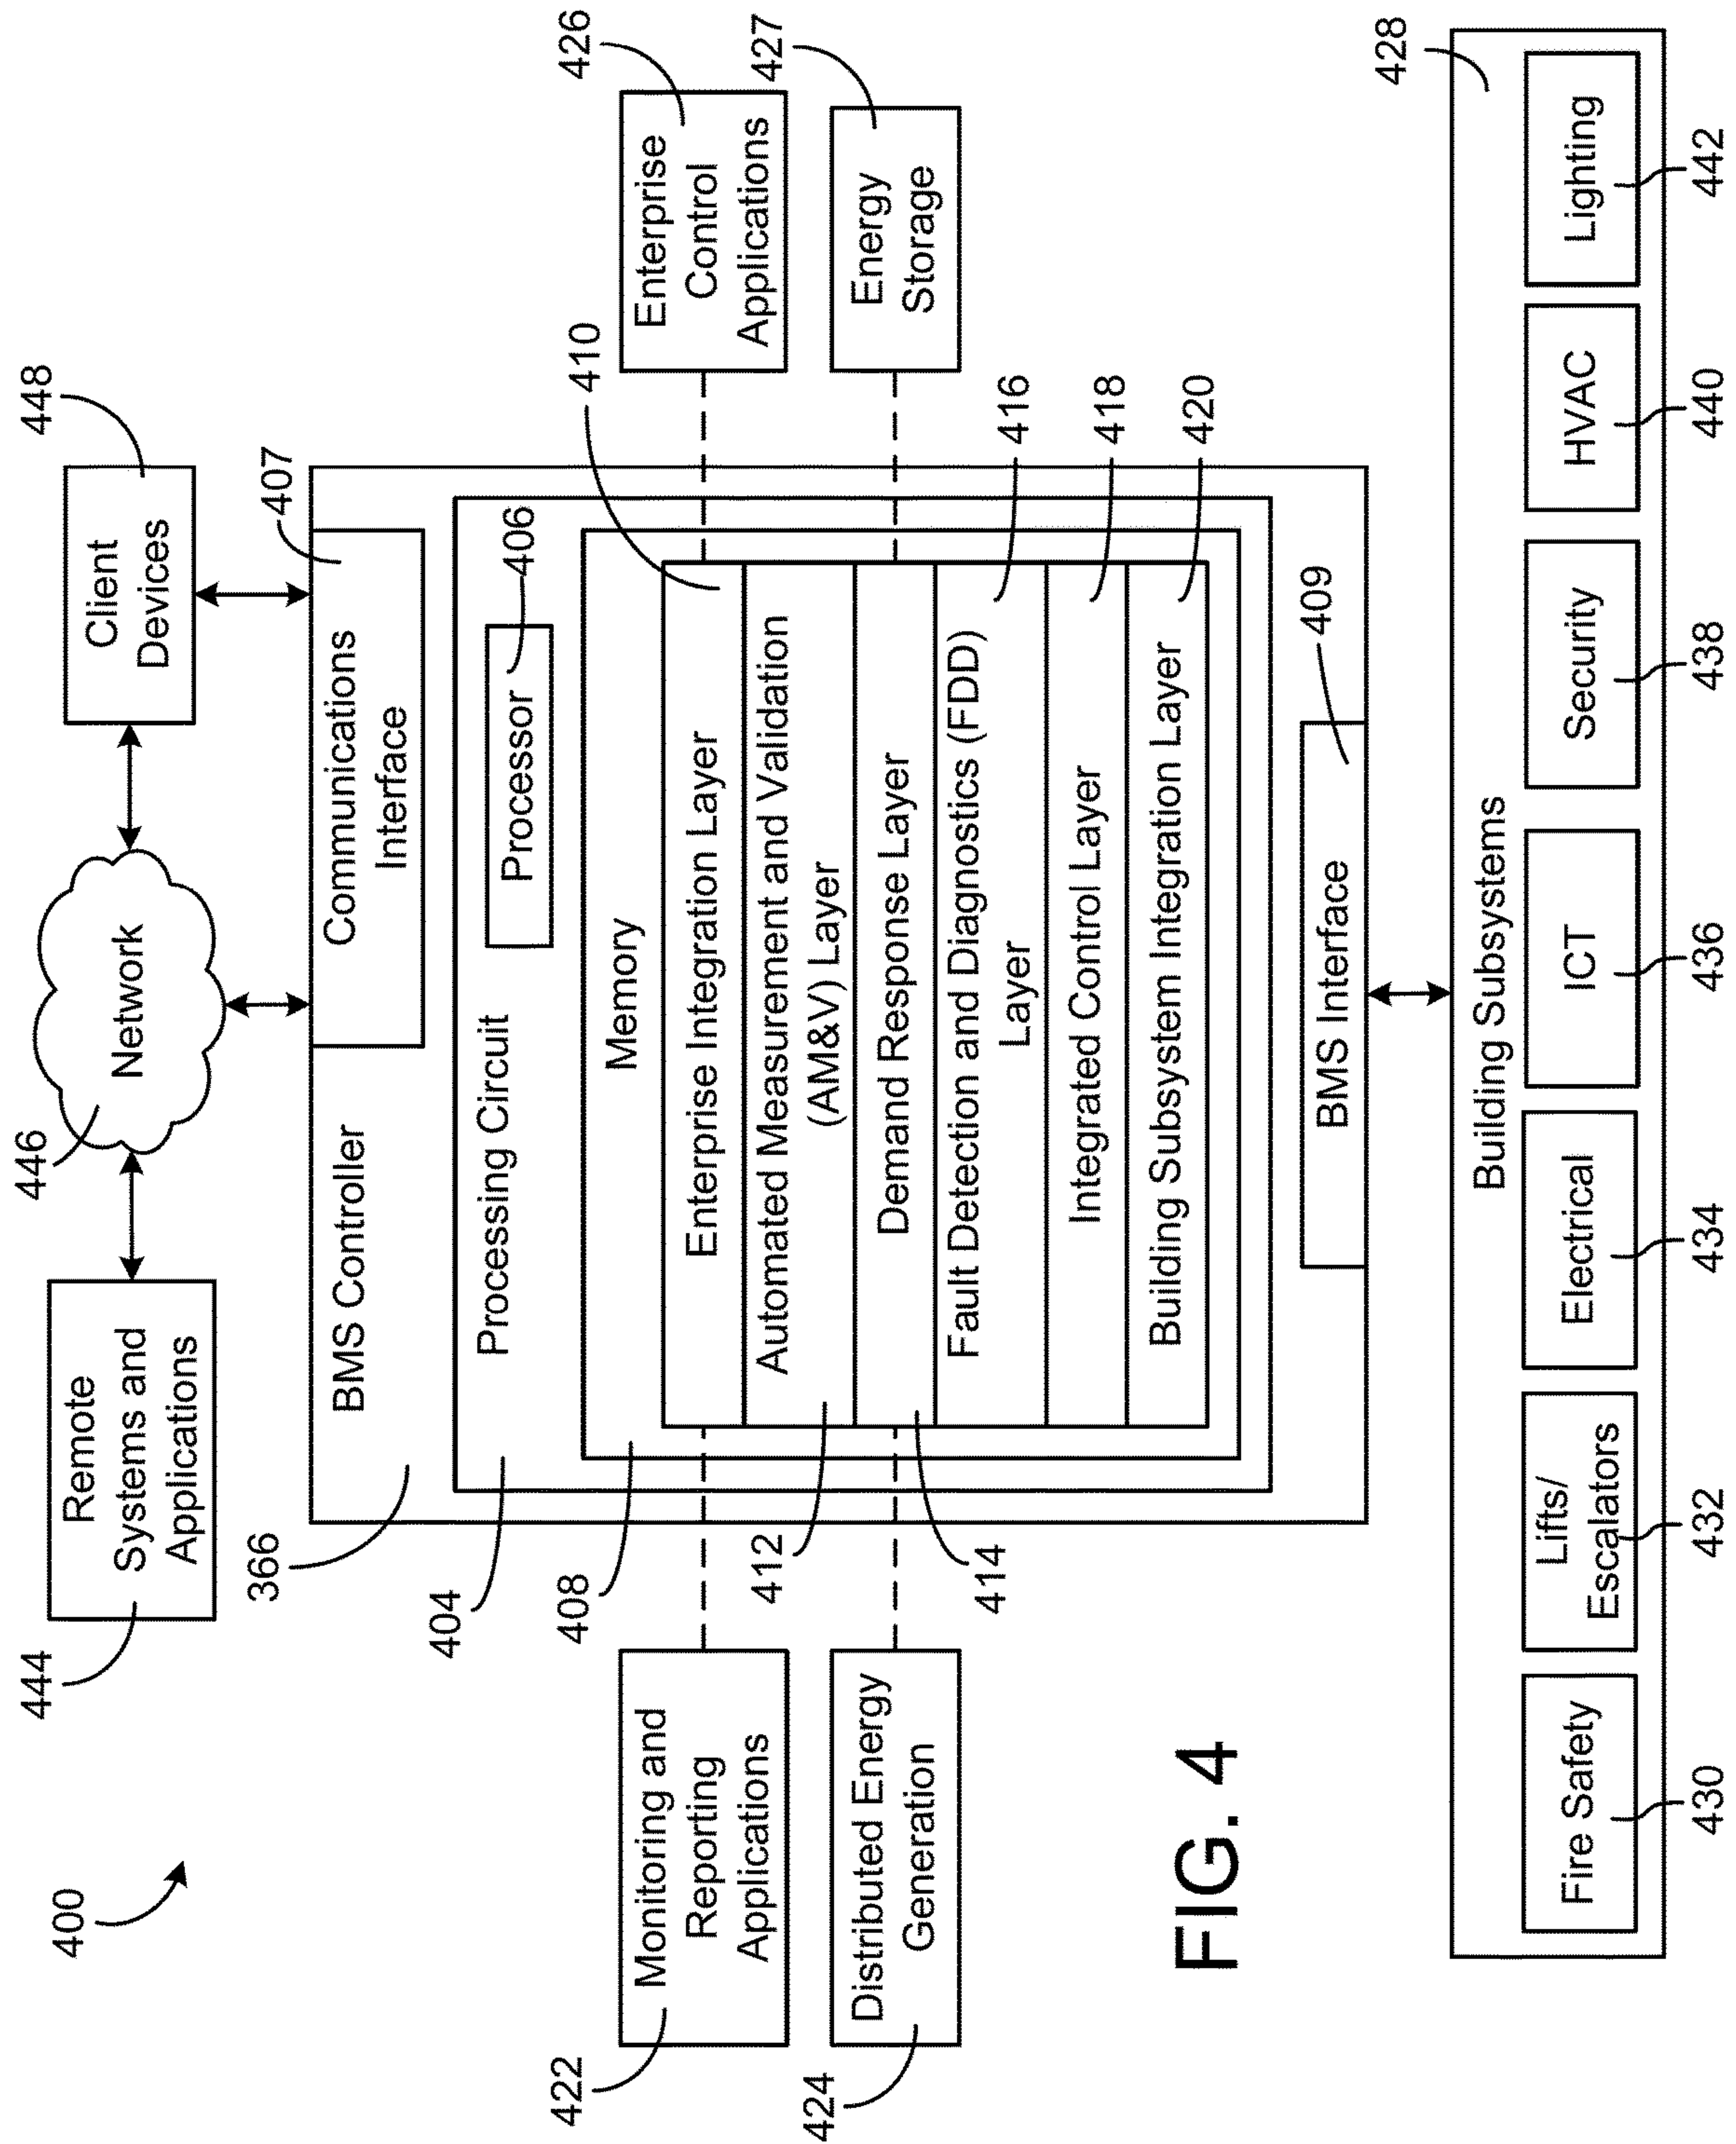 400
444
Remote
Systems and
Applications
446
Network
448
Client
Devices
366
BMS Controller
407
Communications
Interface
404
Processing Circuit
Processor
406
408
Memory
410
Enterprise Integration Layer
412
Automated Measurement and Validation
(AM&V) Layer
414
Demand Response Layer
416
Fault Detection and Diagnostics (FDD)
Layer
418
Integrated Control Layer
420
Building Subsystem Integration Layer
BMS Interface
409
422
Monitoring and
Reporting
Applications
424
Distributed Energy
Generation
426
Enterprise
Control
Applications
427
Energy
Storage
FIG. 4
428
Building Subsystems
Fire Safety
Lifts/
Escalators
Electrical
ICT
Security
HVAC
Lighting
430
432
434
436
438
440
442